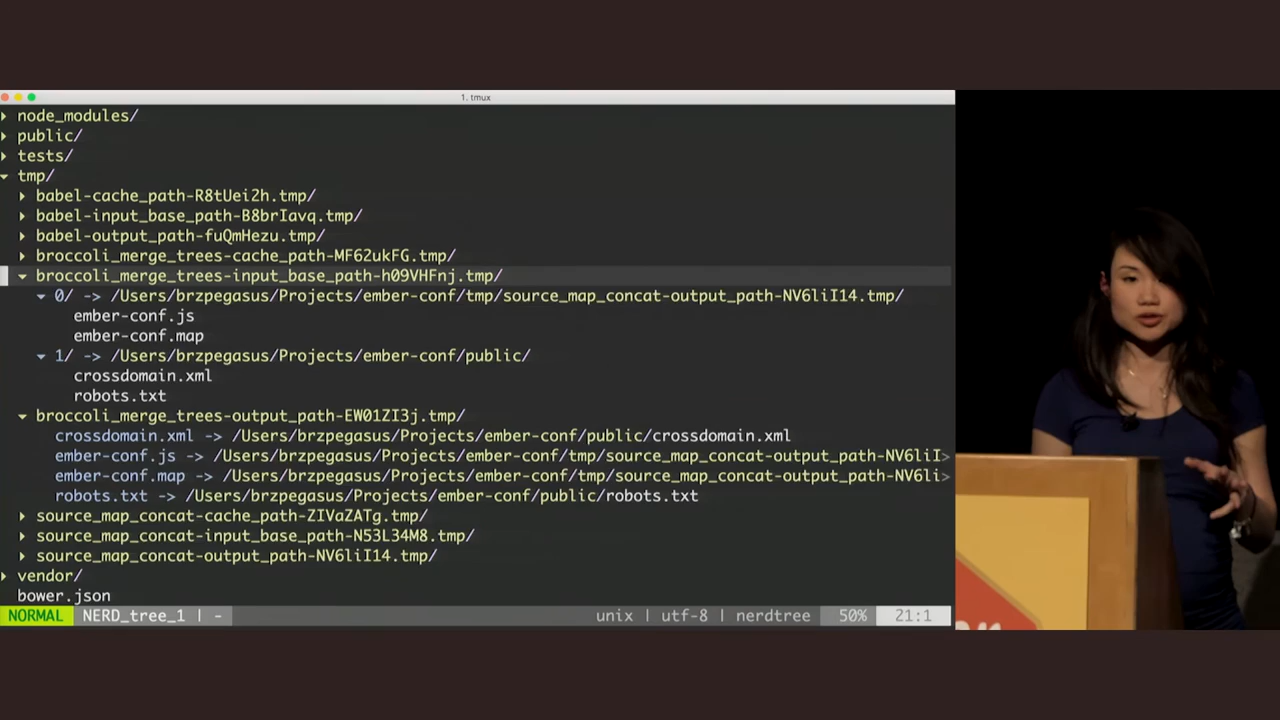 1. tmux
node_modules/
public/
tests/
tmp/
babel-cache_path-R8tUei2h.tmp/
babel-input_base_path-B8brIavq.tmp/
babel-output_path-fuQmHezu.tmp/
broccoli_merge_trees-cache_path-MF62ukFG.tmp/
broccoli_merge_trees-input_base_path-h09VHFnj.tmp/
0/ -> /Users/brzpegasus/Projects/ember-conf/tmp/source_map_concat-output_path-NV6liI14.tmp/
ember-conf.js
ember-conf.map
1/ -> /Users/brzpegasus/Projects/ember-conf/public/
crossdomain.xml
robots.txt
broccoli_merge_trees-output_path-EW01ZI3j.tmp/
crossdomain.xml -> /Users/brzpegasus/Projects/ember-conf/public/crossdomain.xml
ember-conf.js -> /Users/brzpegasus/Projects/ember-conf/tmp/source_map_concat-output_path-NV6liI>
ember-conf.map -> /Users/brzpegasus/Projects/ember-conf/tmp/source_map_concat-output_path-NV6li>
robots.txt -> /Users/brzpegasus/Projects/ember-conf/public/robots.txt
source_map_concat-cache_path-ZIVaZATg.tmp/
source_map_concat-input_base_path-N53L34M8.tmp/
source_map_concat-output_path-NV6liI14.tmp/
vendor/
bower.json
NORMAL NERD_tree_1 | - unix | utf-8 | nerdtree 50% 21:1